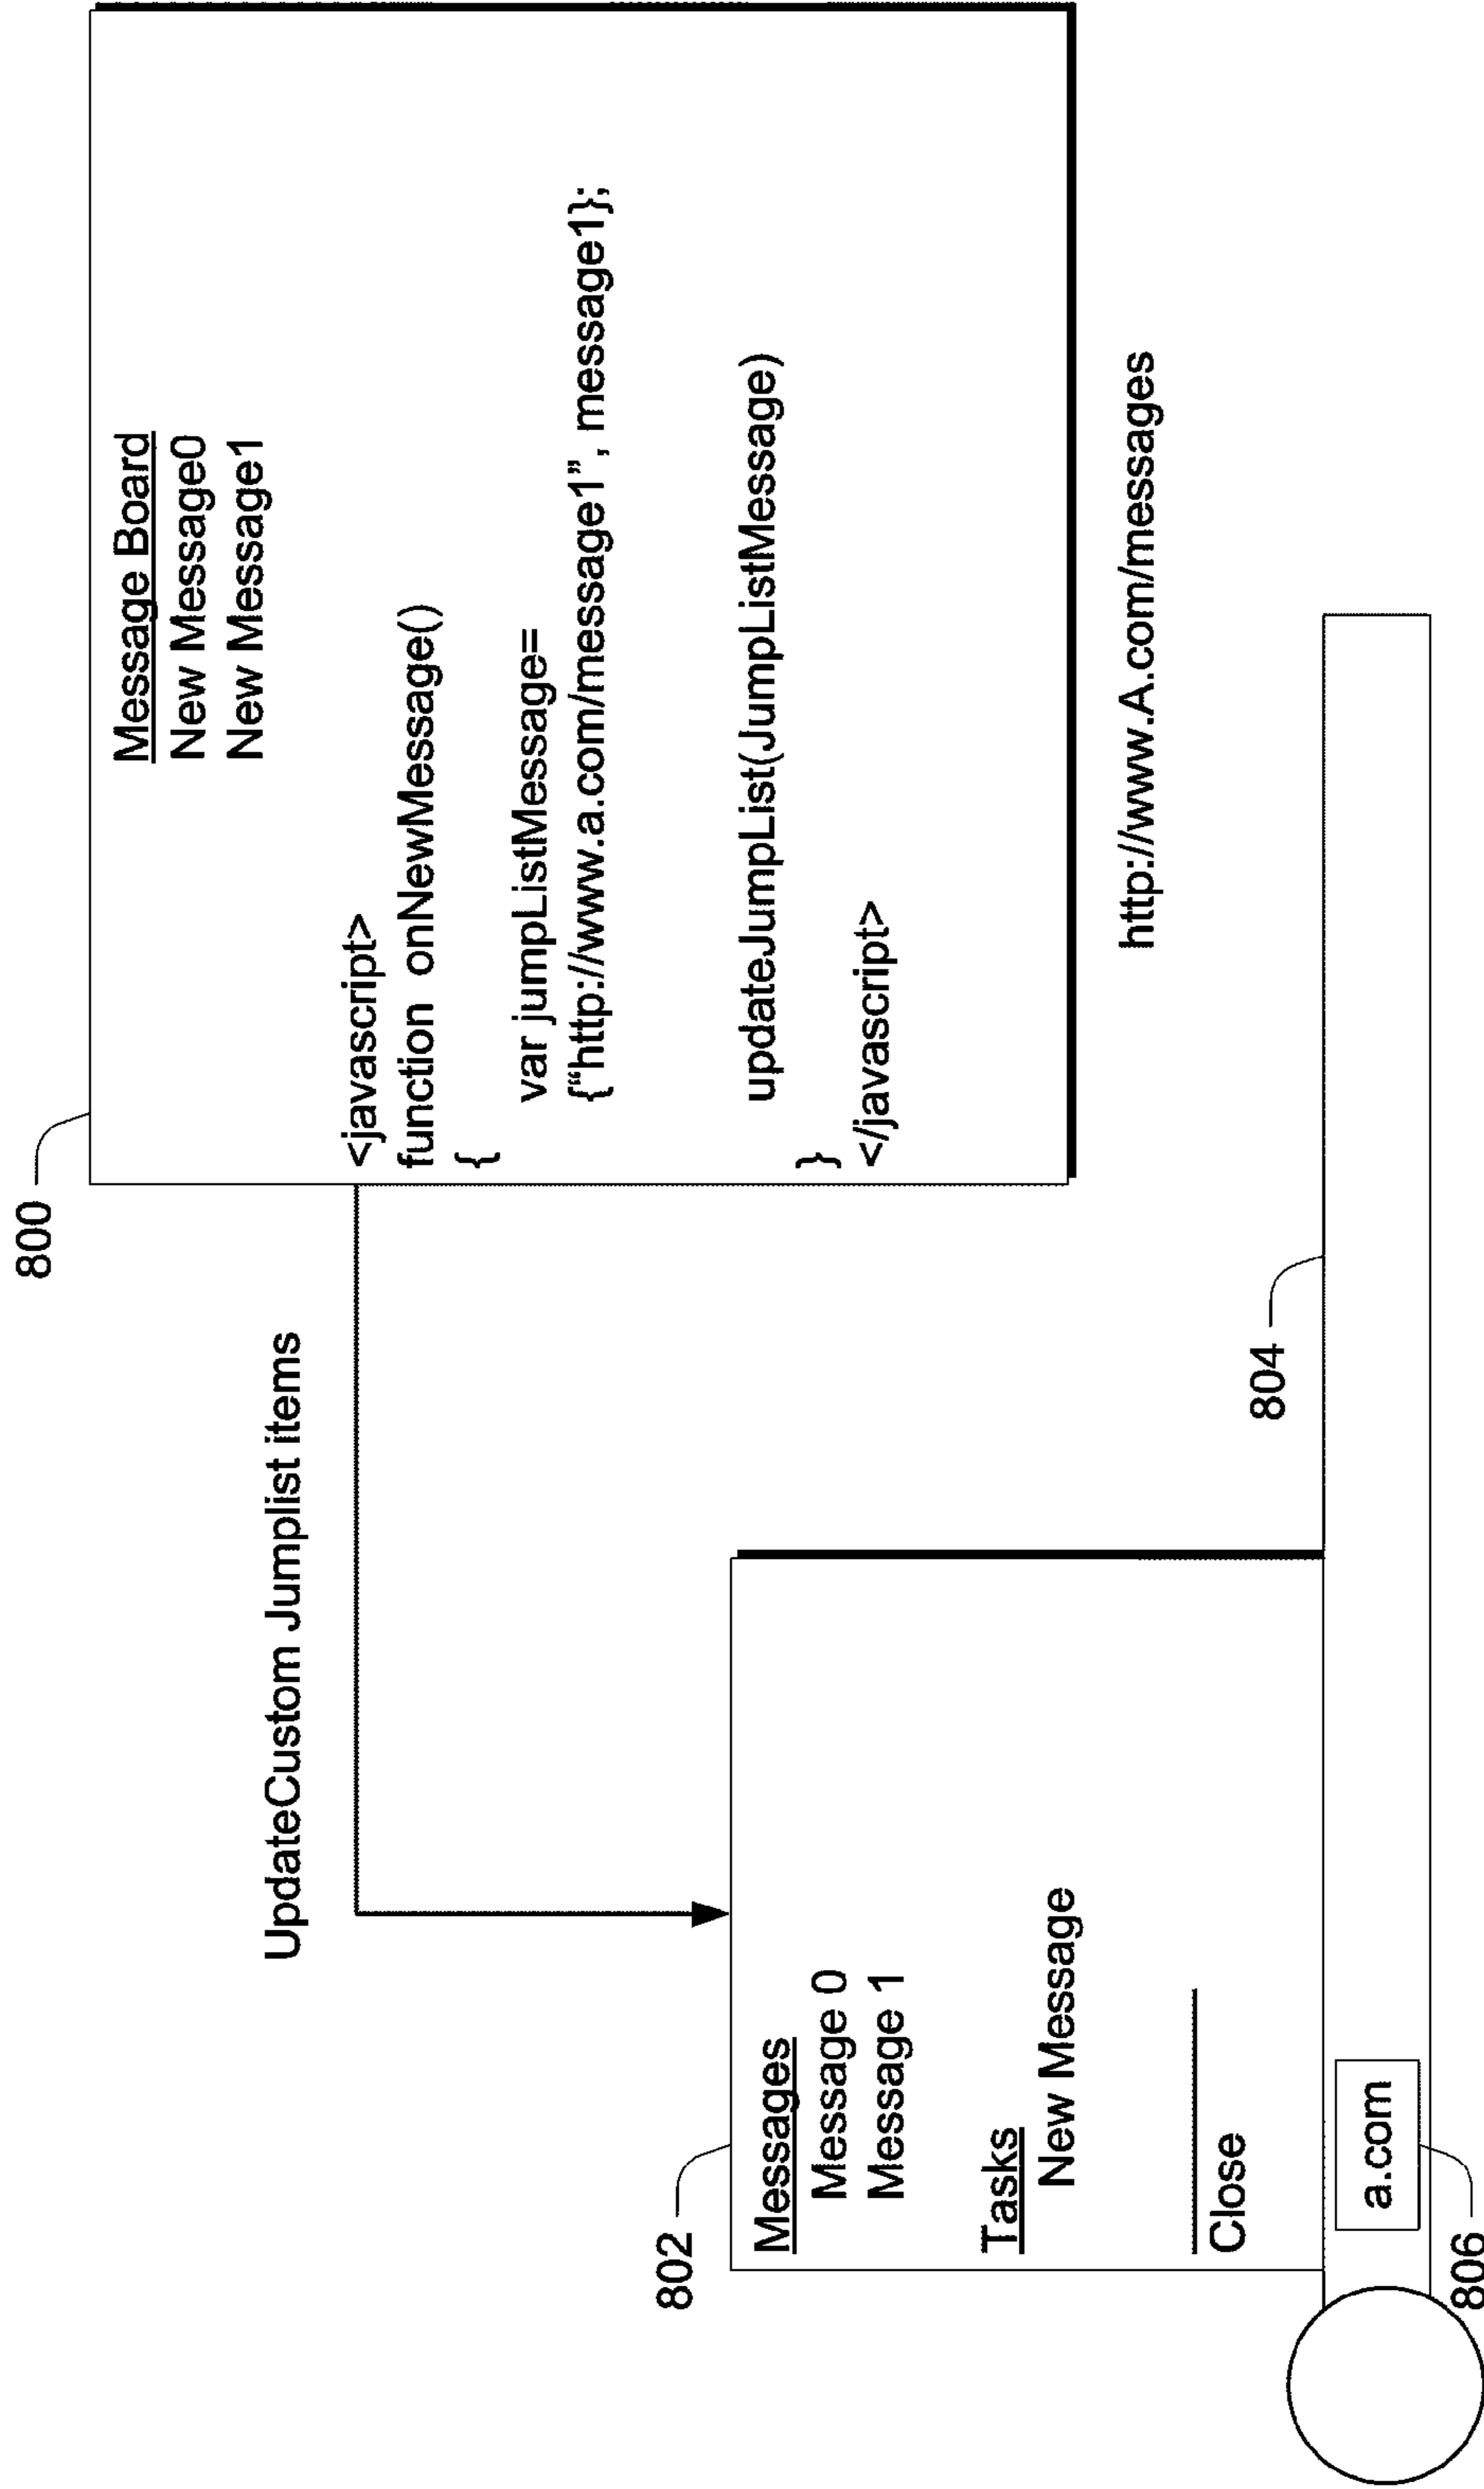 800
Message Board
New Message0
New Message1
<javascript>
function onNewMessage()
{
var jumpListMessage=
{“http://www.a.com/message1”, message1};
updateJumpList(JumpListMessage)
}
</javascript>
http://www.A.com/messages
UpdateCustom Jumplist items
802
Messages
Message 0
Message 1
Tasks
New Message
Close
804
a.com
806